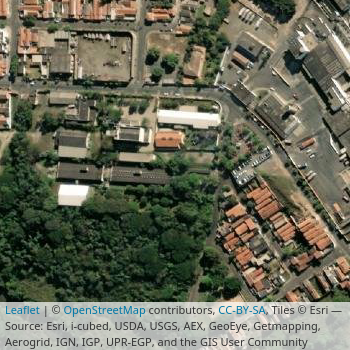 Leaflet | © OpenStreetMap contributors, CC-BY-SA, Tiles © Esri —
Source: Esri, i-cubed, USDA, USGS, AEX, GeoEye, Getmapping,
Aerogrid, IGN, IGP, UPR-EGP, and the GIS User Community